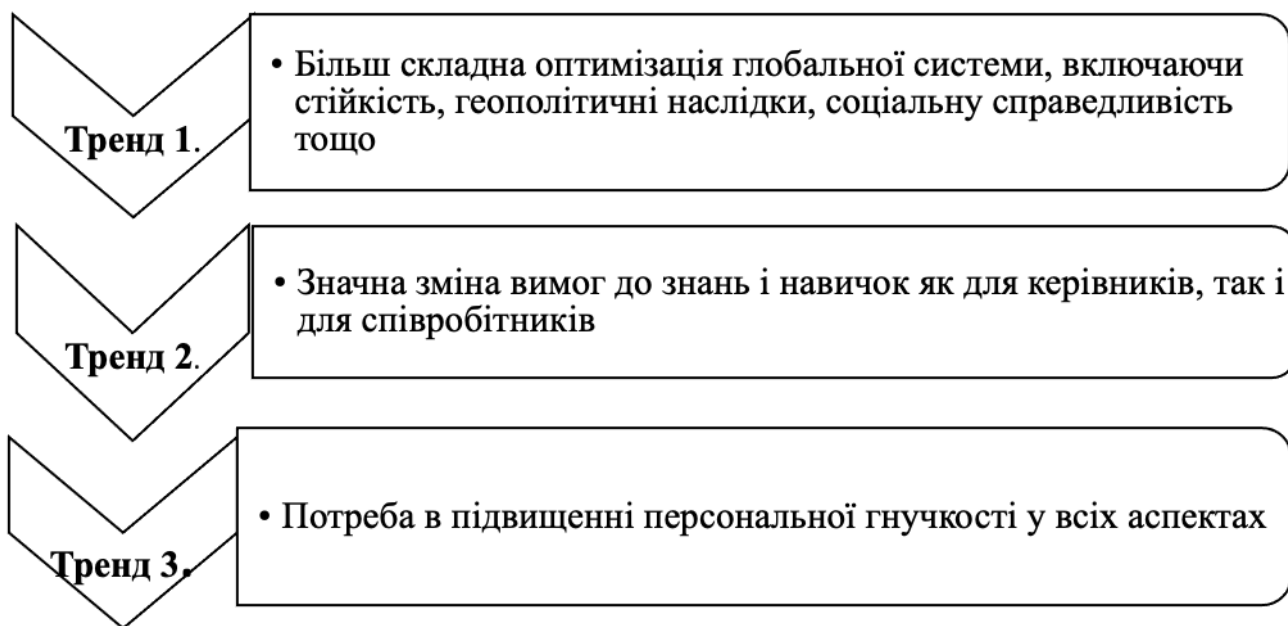 Тренд 1.
• Більш складна оптимізація глобальної системи, включаючи
стійкість, геополітичні наслідки, соціальну справедливість
тощо
Тренд 2.
• Значна зміна вимог до знань і навичок як для керівників, так і
для співробітників
Тренд 3.
• Потреба в підвищенні персональної гнучкості у всіх аспектах